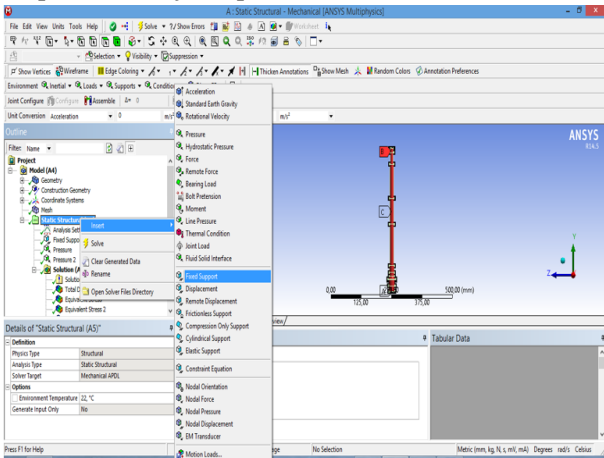 A : Static Structural - Mechanical [ANSYS Multiphysics]
File Edit View Units Tools Help Solve Show Errors Worksheet
Selection Visibility Suppression
Show Vertices Wireframe Edge Coloring Thicken Annotations Show Mesh Random Colors Annotation Preferences
Environment Inertial Loads Supports
Joint Configure Configure Assemble Δ= 0
Unit Conversion Acceleration 0 m/s² m/s²
Outline
Filter: Name
Project
Model (A4)
Geometry
Construction Geometry
Coordinate Systems
Mesh
Static Structural
Analysis
Fixed
Pressure
Pressure 2
Solution
Equivalent Stress 2
Insert
Solve
Clear Generated Data
Rename
Open Solver Files Directory
Acceleration
Standard Earth Gravity
Rotational Velocity
Pressure
Hydrostatic Pressure
Force
Remote Force
Bearing Load
Bolt Pretension
Moment
Line Pressure
Thermal Condition
Joint Load
Fluid Solid Interface
Fixed Support
Displacement
Remote Displacement
Frictionless Support
Compression Only Support
Cylindrical Support
Elastic Support
Constraint Equation
Nodal Orientation
Nodal Force
Nodal Pressure
Nodal Displacement
EM Transducer
Motion Loads...
ANSYS
R14.5
C
Y
Z
0,00 500,00 (mm)
125,00 375,00
Details of "Static Structural (A5)"
Definition
Physics Type Structural
Analysis Type Static Structural
Solver Target Mechanical APDL
Options
Environment Temperature 22, °C
Generate Input Only No
Tabular Data
Press F1 for Help No Selection Metric (mm, kg, N, s, mV, mA) Degrees rad/s Celsius